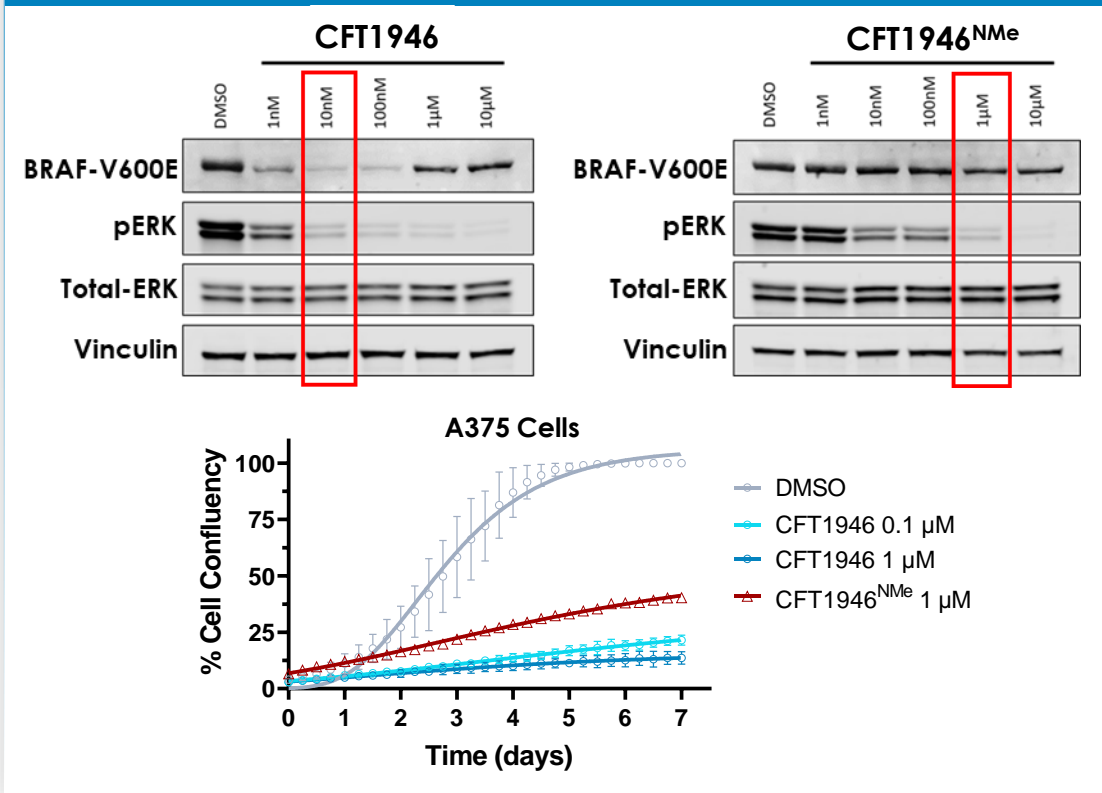 CFT1946
DMSO 1nM 10nM 100nM 1µM 10µM
BRAF-V600E
pERK
Total-ERK
Vinculin
CFT1946NMe
DMSO 1nM 10nM 100nM 1µM 10µM
BRAF-V600E
pERK
Total-ERK
Vinculin
A375 Cells
% Cell Confluency
100
75
50
25
0
0 1 2 3 4 5 6 7
Time (days)
DMSO
CFT1946 0.1 µM
CFT1946 1 µM
CFT1946NMe 1 µM